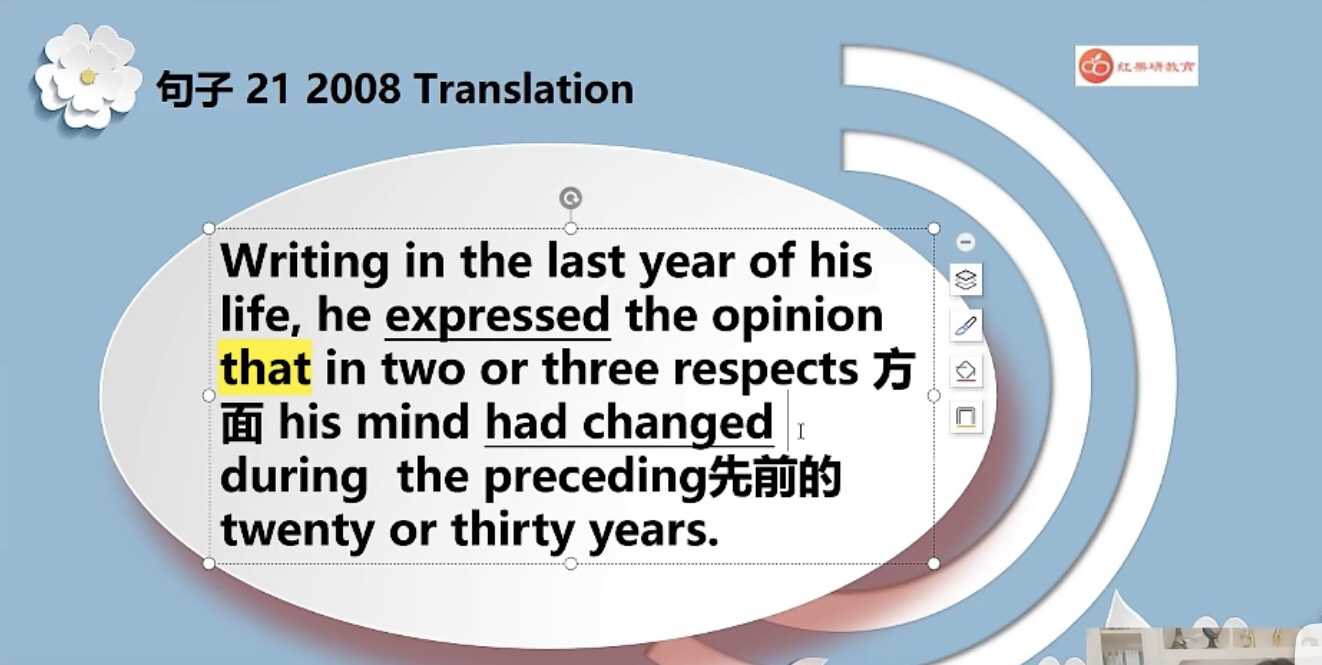 句子 21 2008 Translation
红果研教育
Writing in the last year of his
life, he expressed the opinion
that in two or three respects 方
面 his mind had changed
during  the preceding先前的
twenty or thirty years.